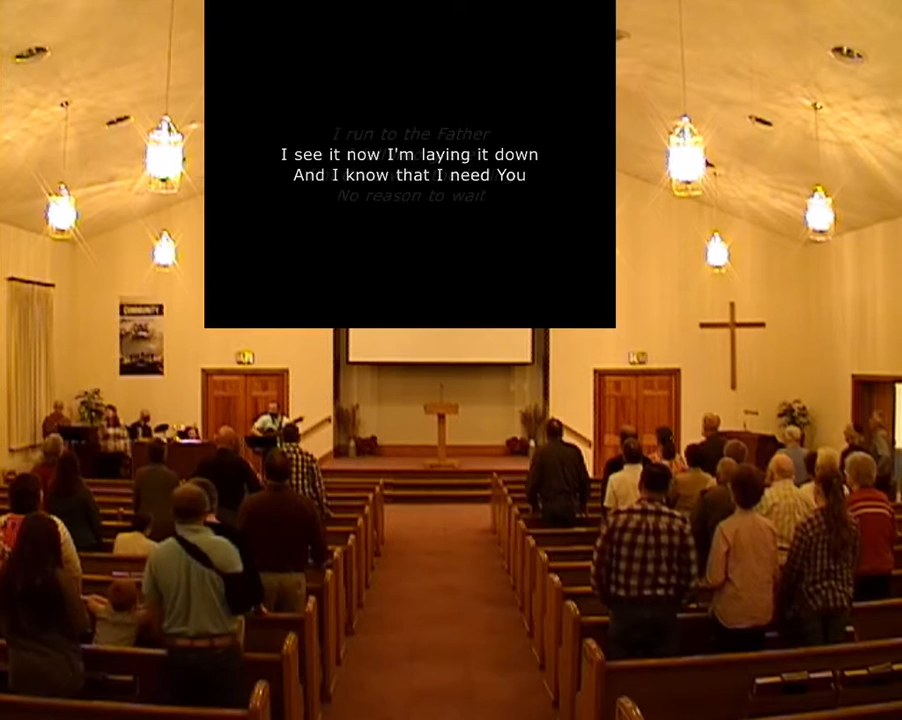 I run to the Father
I see it now I'm laying it down
And I know that I need You
No reason to wait
COMMUNITY